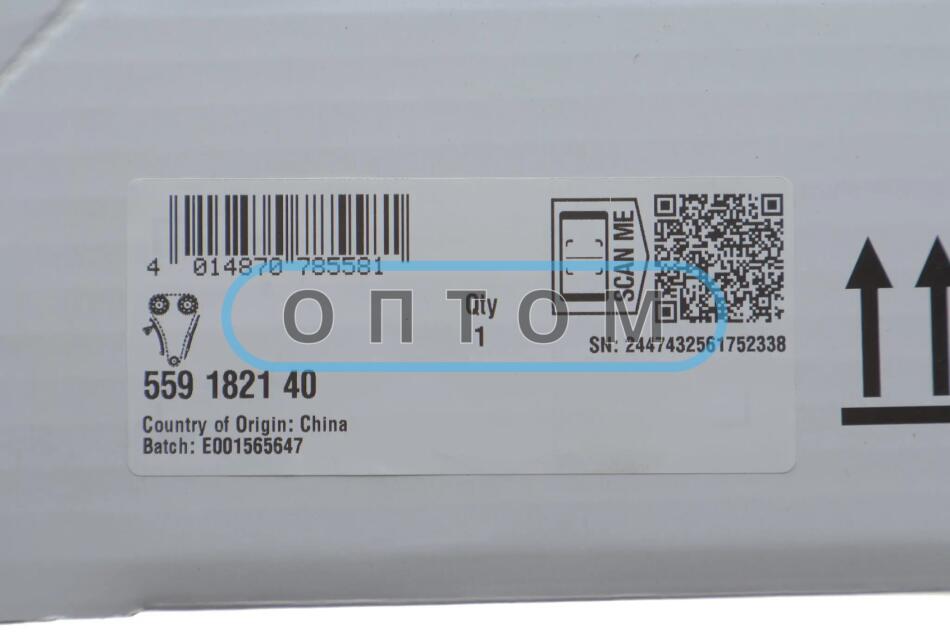 4 014870 785581
SCAN ME
ОПТОМ
Qty
1
SN: 2447432561752338
559 1821 40
Country of Origin: China
Batch: E001565647